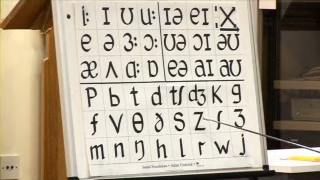 iː ɪ ʊ uː ɪə eɪ X
e ə ɜː ɔː ʊə ɔɪ əʊ
æ ʌ ɑː ɒ eə aɪ aʊ
p b t d tʃ dʒ k g
f v θ ð s z ʃ ʒ
m n ŋ h l r w j